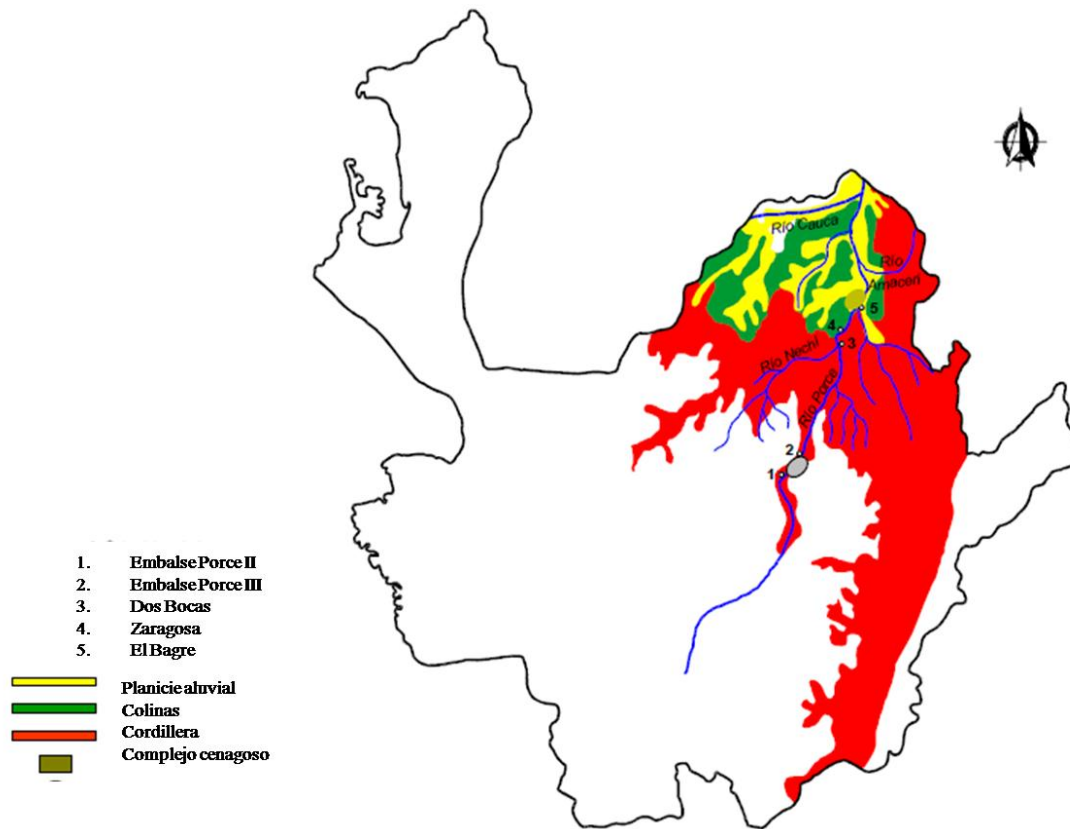 Río Cauca
Río
Amacerí
5
4
3
Río Nechí
Río Porce
2
1
1. Embalse Porce II
2. Embalse Porce III
3. Dos Bocas
4. Zaragosa
5. El Bagre
Planicie aluvial
Colinas
Cordillera
Complejo cenagoso